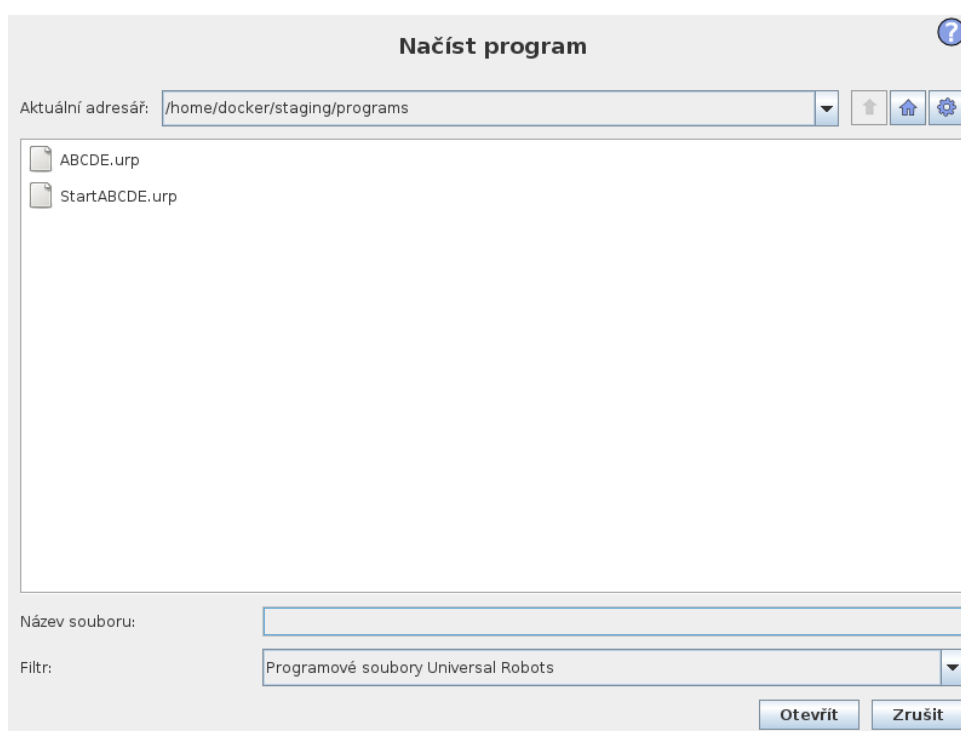 Načíst program
Aktuální adresář: /home/docker/staging/programs
ABCDE.urp
StartABCDE.urp
Název souboru:
Filtr: Programové soubory Universal Robots
Otevřít Zrušit